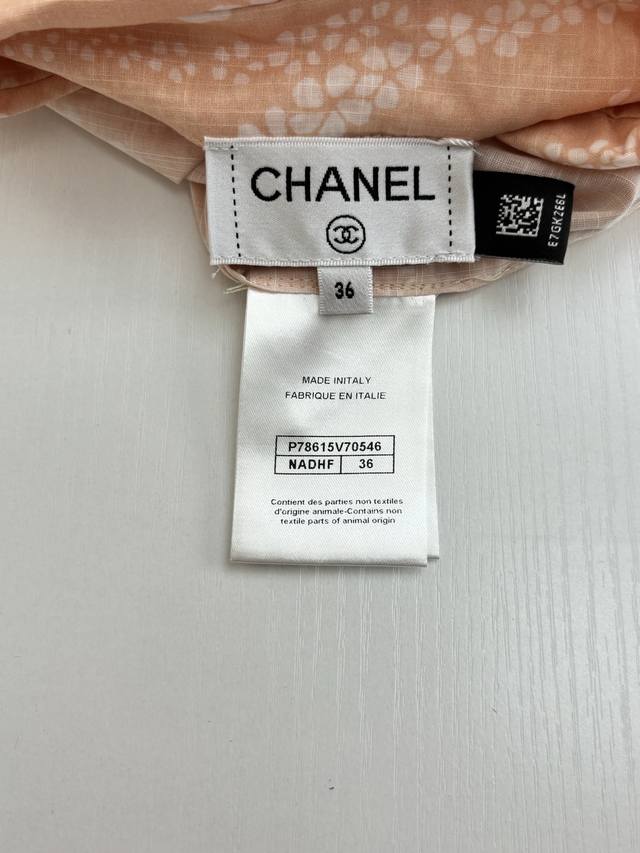 CHANEL
E7GK2E6L
36
MADE INITALY
FABRIQUE EN ITALIE
P78615V70546
NADHF 36
Contient des parties non textiles
d'origine animale-Contains non
textile parts of animal origin